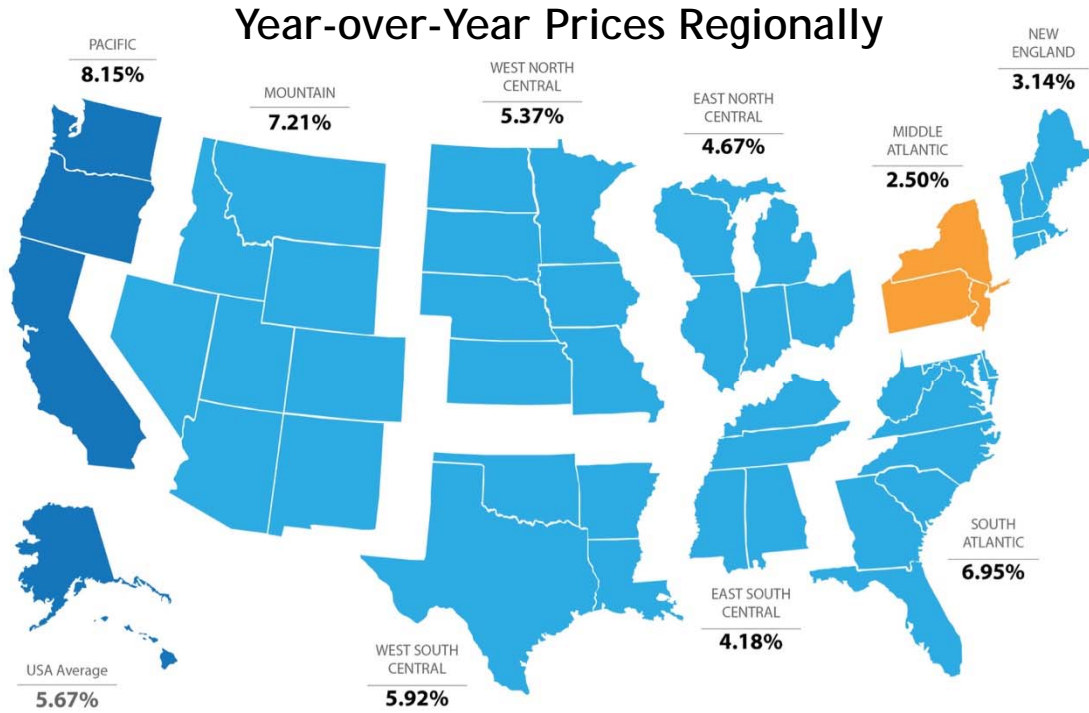 Year-over-Year Prices Regionally
PACIFIC
8.15%
MOUNTAIN
7.21%
WEST NORTH
CENTRAL
5.37%
EAST NORTH
CENTRAL
4.67%
NEW
ENGLAND
3.14%
MIDDLE
ATLANTIC
2.50%
SOUTH
ATLANTIC
6.95%
EAST SOUTH
CENTRAL
4.18%
WEST SOUTH
CENTRAL
5.92%
USA Average
5.67%